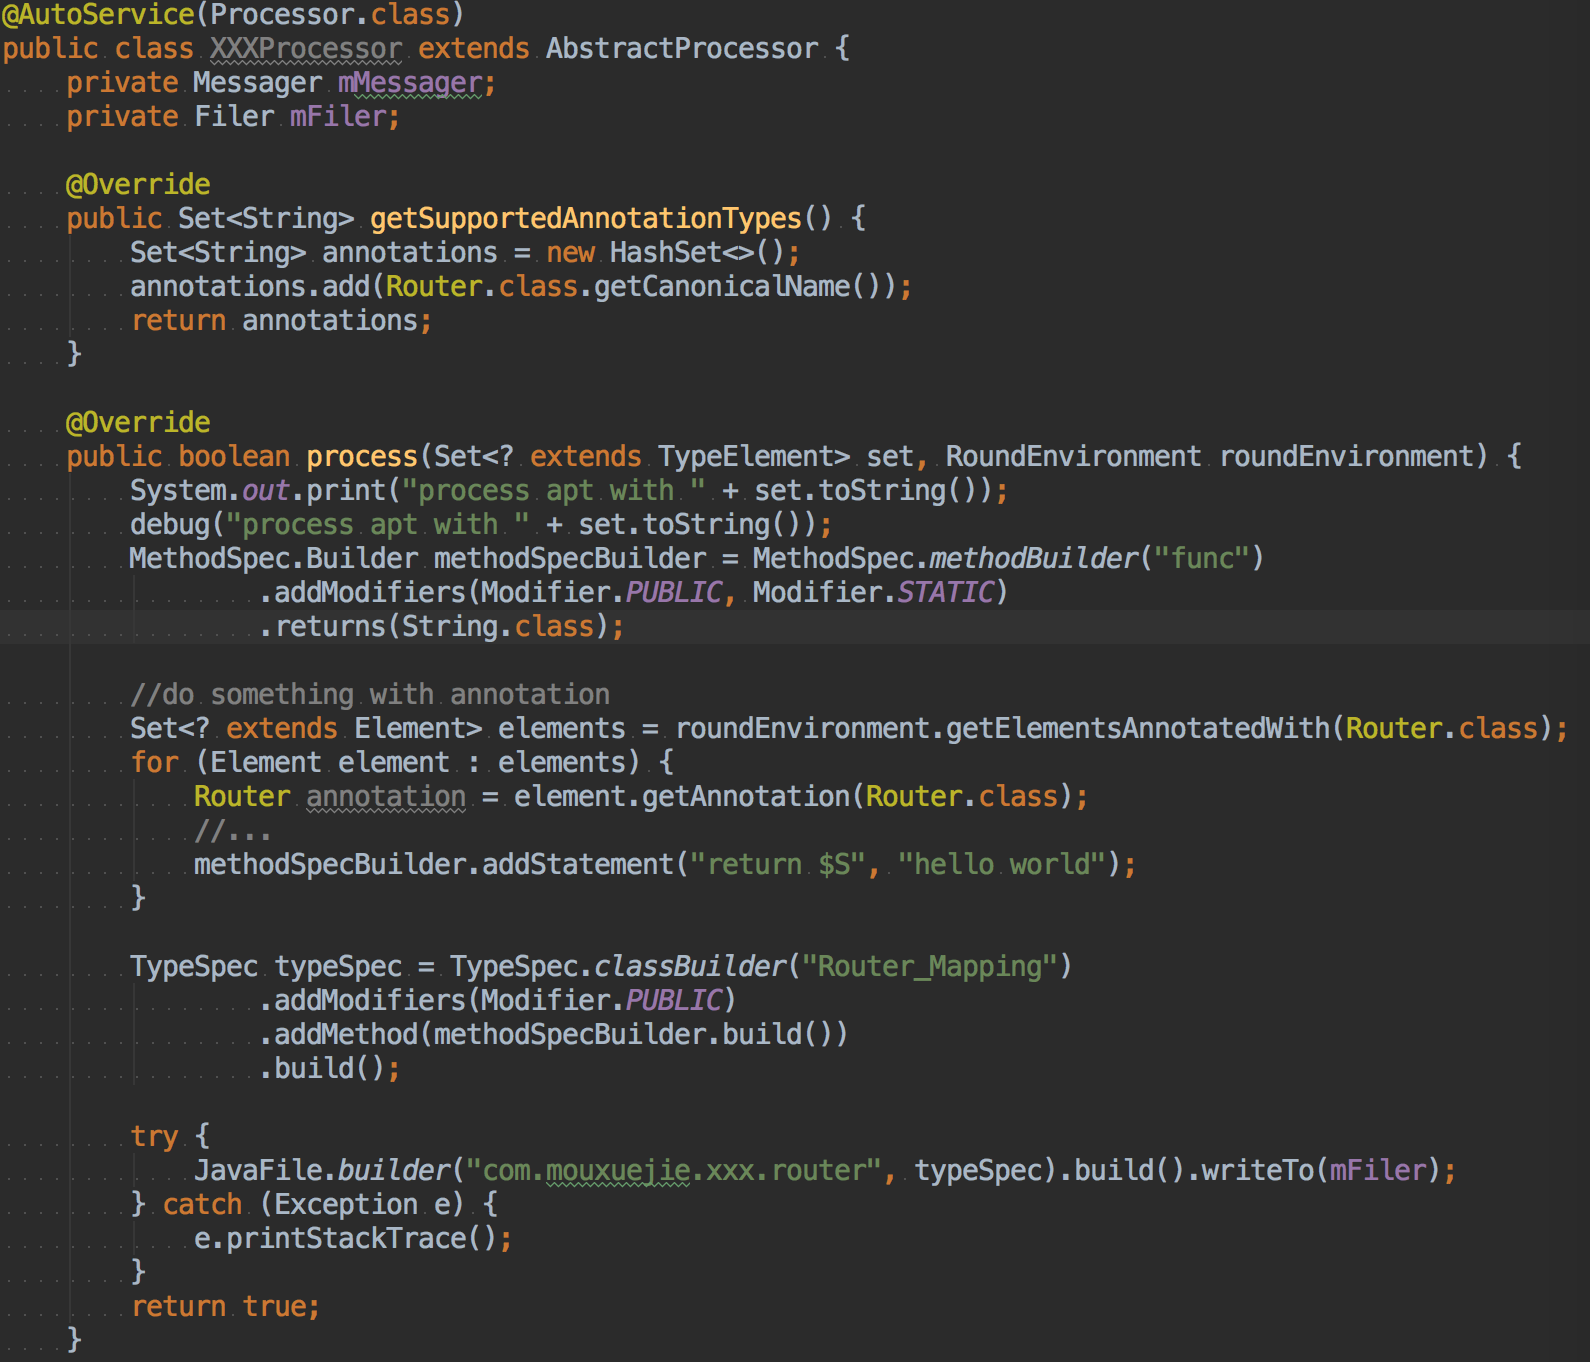 @AutoService(Processor.class)
public class XXXProcessor extends AbstractProcessor {
    private Messager mMessager;
    private Filer mFiler;

    @Override
    public Set<String> getSupportedAnnotationTypes() {
        Set<String> annotations = new HashSet<>();
        annotations.add(Router.class.getCanonicalName());
        return annotations;
    }

    @Override
    public boolean process(Set<? extends TypeElement> set, RoundEnvironment roundEnvironment) {
        System.out.print("process apt with " + set.toString());
        debug("process apt with " + set.toString());
        MethodSpec.Builder methodSpecBuilder = MethodSpec.methodBuilder("func")
                .addModifiers(Modifier.PUBLIC, Modifier.STATIC)
                .returns(String.class);

        //do something with annotation
        Set<? extends Element> elements = roundEnvironment.getElementsAnnotatedWith(Router.class);
        for (Element element : elements) {
            Router annotation = element.getAnnotation(Router.class);
            //...
            methodSpecBuilder.addStatement("return $S", "hello world");
        }

        TypeSpec typeSpec = TypeSpec.classBuilder("Router_Mapping")
                .addModifiers(Modifier.PUBLIC)
                .addMethod(methodSpecBuilder.build())
                .build();

        try {
            JavaFile.builder("com.mouxuejie.xxx.router", typeSpec).build().writeTo(mFiler);
        } catch (Exception e) {
            e.printStackTrace();
        }
        return true;
    }